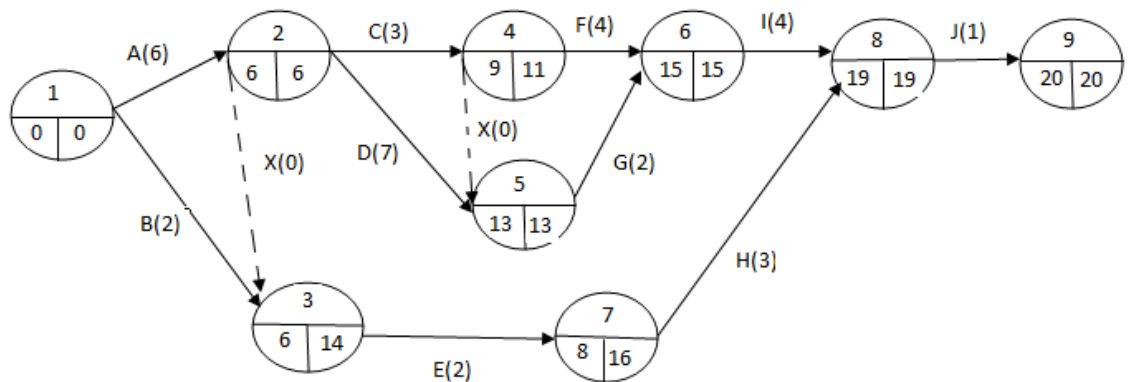 1
0 0
A(6)
2
6 6
C(3)
4
9 11
F(4)
6
15 15
I(4)
8
19 19
J(1)
9
20 20
X(0)
D(7)
X(0)
5
13 13
G(2)
B(2)
3
6 14
E(2)
7
8 16
H(3)